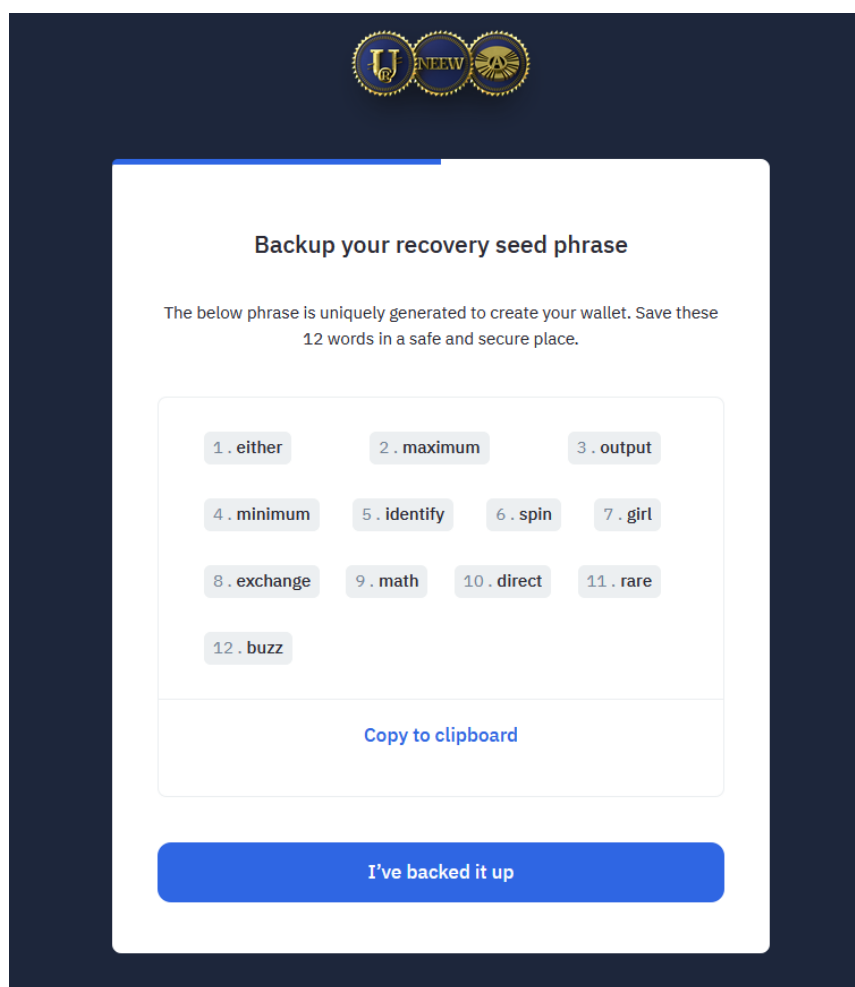 U R NEEW A
Backup your recovery seed phrase
The below phrase is uniquely generated to create your wallet. Save these
12 words in a safe and secure place.
1. either 2. maximum 3. output
4. minimum 5. identify 6. spin 7. girl
8. exchange 9. math 10. direct 11. rare
12. buzz
Copy to clipboard
I’ve backed it up